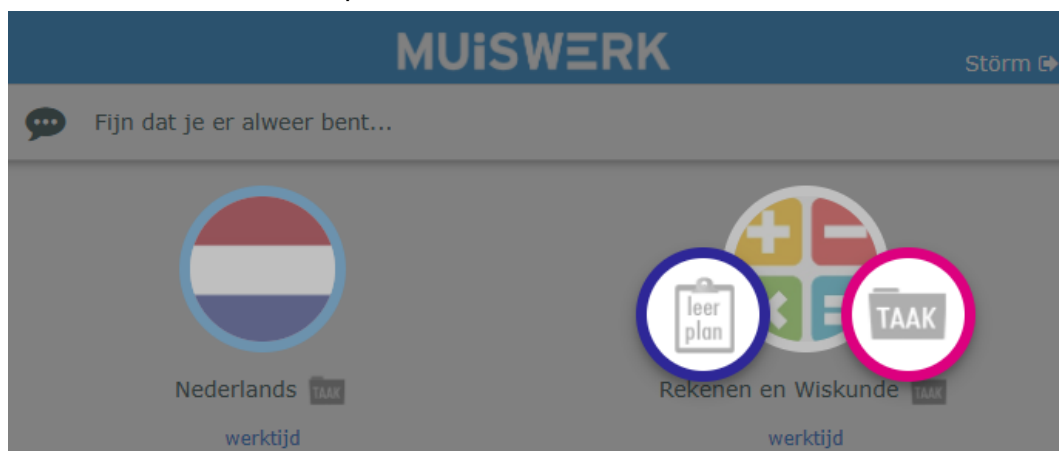 MUiSWERK
Störm
Fijn dat je er alweer bent...
leer
plan
TAAK
Nederlands TAAK
Rekenen en Wiskunde TAAK
werktijd
werktijd